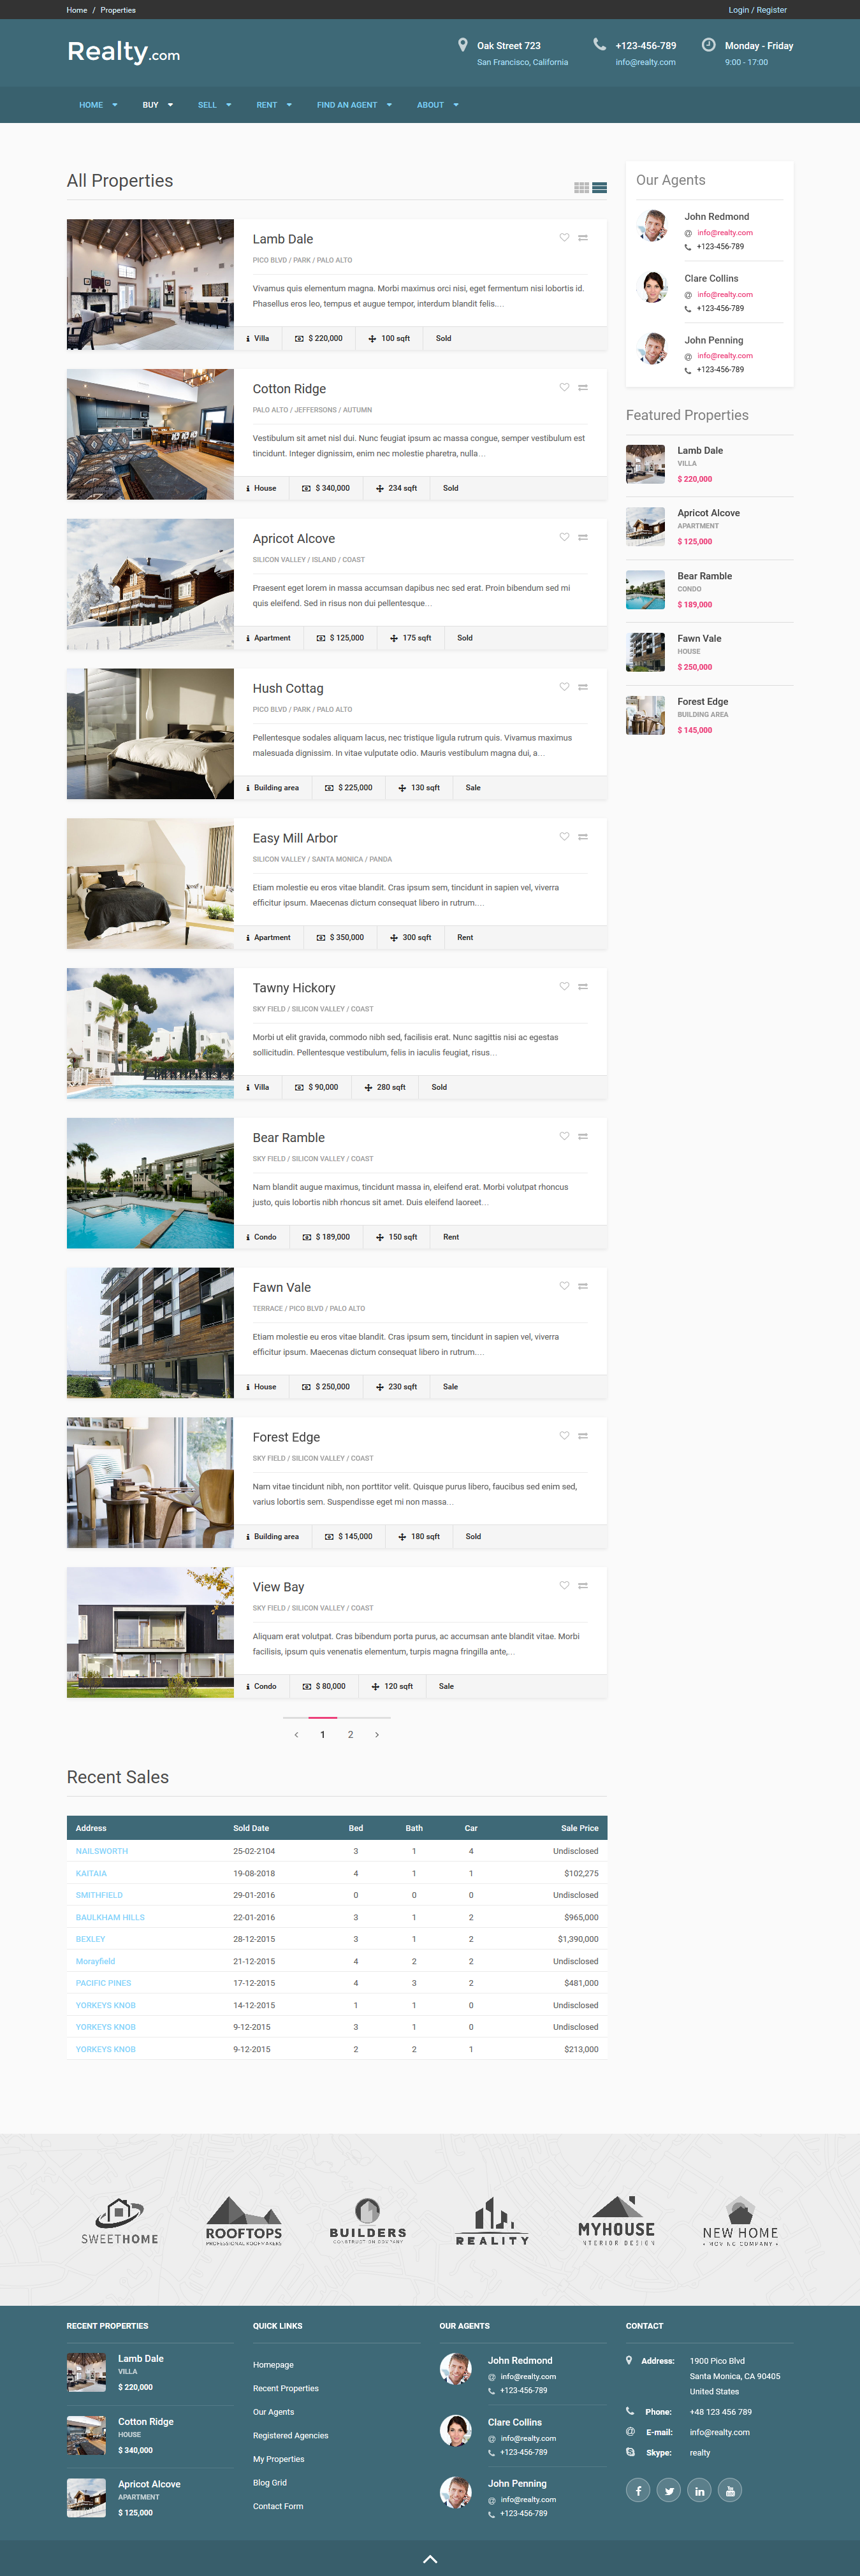 Home / Properties
Login / Register
Realty.com
Oak Street 723
San Francisco, California
+123-456-789
info@realty.com
Monday - Friday
9:00 - 17:00
HOME BUY SELL RENT FIND AN AGENT ABOUT
All Properties
Lamb Dale
PICO BLVD / PARK / PALO ALTO
Vivamus quis elementum magna. Morbi maximus orci nisi, eget fermentum nisi lobortis id.
Phasellus eros leo, tempus et augue tempor, interdum blandit felis....
Villa $ 220,000 100 sqft Sold
Cotton Ridge
PALO ALTO / JEFFERSONS / AUTUMN
Vestibulum sit amet nisl dui. Nunc feugiat ipsum ac massa congue, semper vestibulum est
tincidunt. Integer dignissim, enim nec molestie pharetra, nulla...
House $ 340,000 234 sqft Sold
Apricot Alcove
SILICON VALLEY / ISLAND / COAST
Praesent eget lorem in massa accumsan dapibus nec sed erat. Proin bibendum sed mi
quis eleifend. Sed in risus non dui pellentesque...
Apartment $ 125,000 175 sqft Sold
Hush Cottag
PICO BLVD / PARK / PALO ALTO
Pellentesque sodales aliquam lacus, nec tristique ligula rutrum quis. Vivamus maximus
malesuada dignissim. In vitae vulputate odio. Mauris vestibulum magna dui, a...
Building area $ 225,000 130 sqft Sale
Easy Mill Arbor
SILICON VALLEY / SANTA MONICA / PANDA
Etiam molestie eu eros vitae blandit. Cras ipsum sem, tincidunt in sapien vel, viverra
efficitur ipsum. Maecenas dictum consequat libero in rutrum....
Apartment $ 350,000 300 sqft Rent
Tawny Hickory
SKY FIELD / SILICON VALLEY / COAST
Morbi ut elit gravida, commodo nibh sed, facilisis erat. Nunc sagittis nisi ac egestas
sollicitudin. Pellentesque vestibulum, felis in iaculis feugiat, risus...
Villa $ 90,000 280 sqft Sold
Bear Ramble
SKY FIELD / SILICON VALLEY / COAST
Nam blandit augue maximus, tincidunt massa in, eleifend erat. Morbi volutpat rhoncus
justo, quis lobortis nibh rhoncus sit amet. Duis eleifend laoreet...
Condo $ 189,000 150 sqft Rent
Fawn Vale
TERRACE / PICO BLVD / PALO ALTO
Etiam molestie eu eros vitae blandit. Cras ipsum sem, tincidunt in sapien vel, viverra
efficitur ipsum. Maecenas dictum consequat libero in rutrum....
House $ 250,000 230 sqft Sale
Forest Edge
SKY FIELD / SILICON VALLEY / COAST
Nam vitae tincidunt nibh, non porttitor velit. Quisque purus libero, faucibus sed enim sed,
varius lobortis sem. Suspendisse eget mi non massa...
Building area $ 145,000 180 sqft Sold
View Bay
SKY FIELD / SILICON VALLEY / COAST
Aliquam erat volutpat. Cras bibendum porta purus, ac accumsan ante blandit vitae. Morbi
facilisis, ipsum quis venenatis elementum, turpis magna fringilla ante,...
Condo $ 80,000 120 sqft Sale
< 1 2 >
Our Agents
John Redmond
info@realty.com
+123-456-789
Clare Collins
info@realty.com
+123-456-789
John Penning
info@realty.com
+123-456-789
Featured Properties
Lamb Dale
VILLA
$ 220,000
Apricot Alcove
APARTMENT
$ 125,000
Bear Ramble
CONDO
$ 189,000
Fawn Vale
HOUSE
$ 250,000
Forest Edge
BUILDING AREA
$ 145,000
Recent Sales
Address Sold Date Bed Bath Car Sale Price
NAILSWORTH 25-02-2104 3 1 4 Undisclosed
KAITAIA 19-08-2018 4 1 1 $102,275
SMITHFIELD 29-01-2016 0 0 0 Undisclosed
BAULKHAM HILLS 22-01-2016 3 1 2 $965,000
BEXLEY 28-12-2015 3 1 2 $1,390,000
Morayfield 21-12-2015 4 2 2 Undisclosed
PACIFIC PINES 17-12-2015 4 3 2 $481,000
YORKEYS KNOB 14-12-2015 1 1 0 Undisclosed
YORKEYS KNOB 9-12-2015 3 1 0 Undisclosed
YORKEYS KNOB 9-12-2015 2 2 1 $213,000
SWEETHOME
ROOFTOPS
PROFESSIONAL ROOFMAKERS
BUILDERS
CONSTRUCTION COMPANY
REALITY
MYHOUSE
INTERIOR DESIGN
NEW HOME
• MOVING COMPANY •
RECENT PROPERTIES
Lamb Dale
VILLA
$ 220,000
Cotton Ridge
HOUSE
$ 340,000
Apricot Alcove
APARTMENT
$ 125,000
QUICK LINKS
Homepage
Recent Properties
Our Agents
Registered Agencies
My Properties
Blog Grid
Contact Form
OUR AGENTS
John Redmond
info@realty.com
+123-456-789
Clare Collins
info@realty.com
+123-456-789
John Penning
info@realty.com
+123-456-789
CONTACT
Address: 1900 Pico Blvd
Santa Monica, CA 90405
United States
Phone: +48 123 456 789
E-mail: info@realty.com
Skype: realty